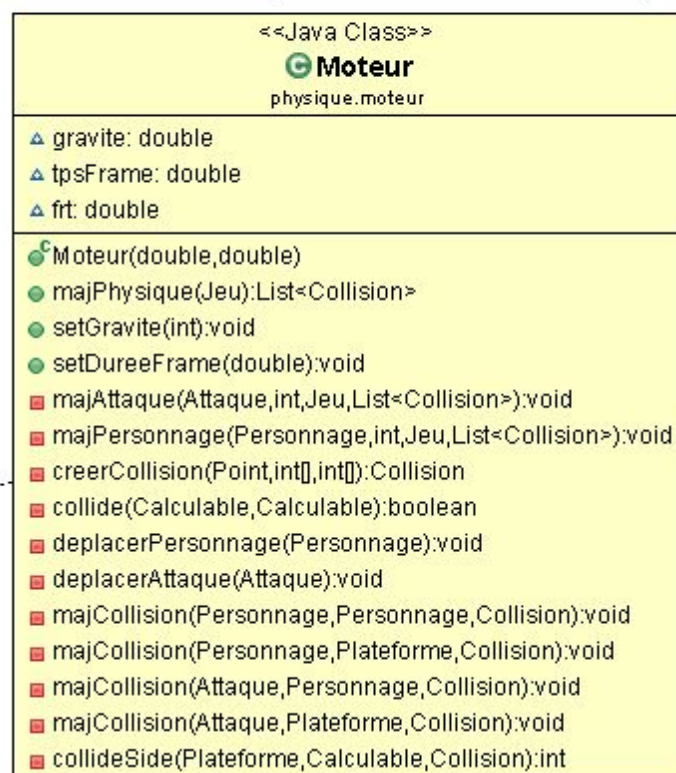 <<Java Class>>
Moteur
physique.moteur
gravite: double
tpsFrame: double
frt: double
Moteur(double,double)
majPhysique(Jeu):List<Collision>
setGravite(int):void
setDureeFrame(double):void
majAttaque(Attaque,int,Jeu,List<Collision>):void
majPersonnage(Personnage,int,Jeu,List<Collision>):void
creerCollision(Point,int[],int[]):Collision
collide(Calculable,Calculable):boolean
deplacerPersonnage(Personnage):void
deplacerAttaque(Attaque):void
majCollision(Personnage,Personnage,Collision):void
majCollision(Personnage,Plateforme,Collision):void
majCollision(Attaque,Personnage,Collision):void
majCollision(Attaque,Plateforme,Collision):void
collideSide(Plateforme,Calculable,Collision):int